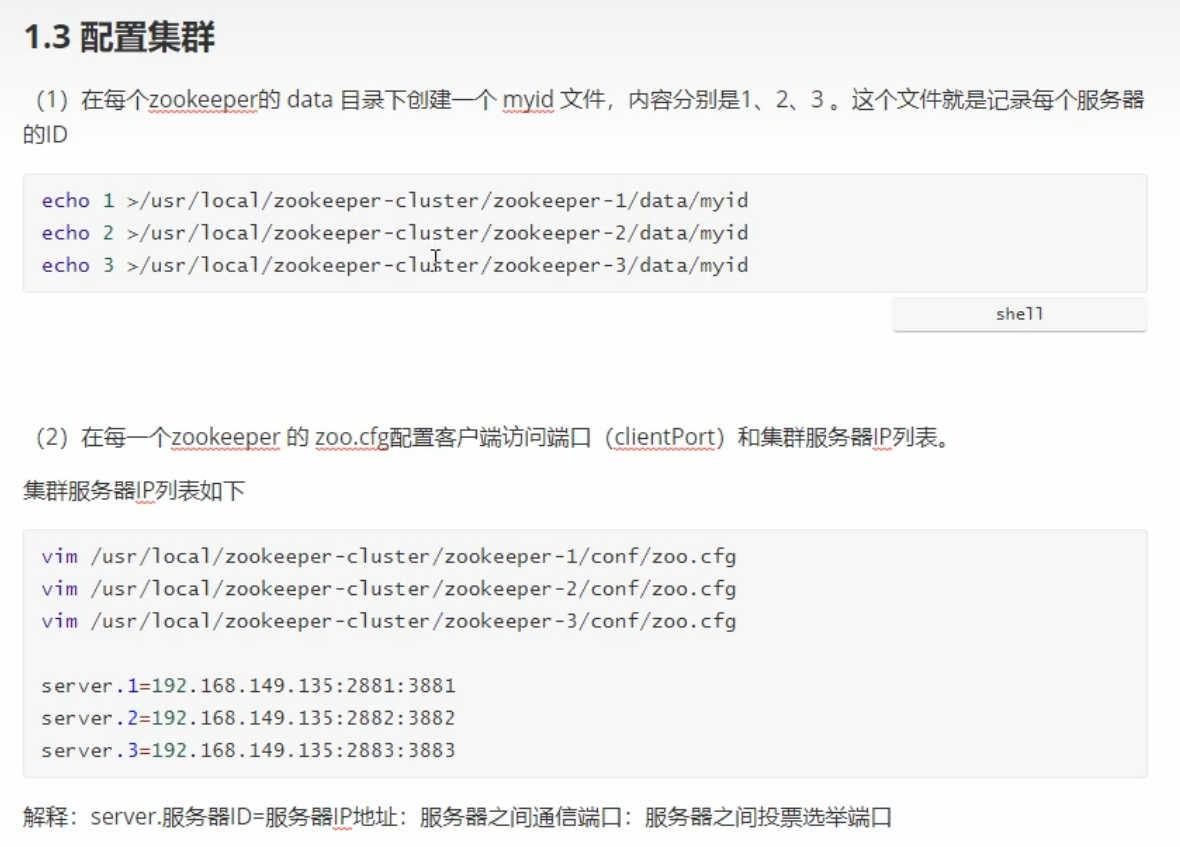 1.3 配置集群
（1）在每个zookeeper的 data 目录下创建一个 myid 文件，内容分别是1、2、3 。这个文件就是记录每个服务器
的ID
echo 1 >/usr/local/zookeeper-cluster/zookeeper-1/data/myid
echo 2 >/usr/local/zookeeper-cluster/zookeeper-2/data/myid
echo 3 >/usr/local/zookeeper-cluster/zookeeper-3/data/myid
shell
（2）在每一个zookeeper 的 zoo.cfg配置客户端访问端口（clientPort）和集群服务器IP列表。
集群服务器IP列表如下
vim /usr/local/zookeeper-cluster/zookeeper-1/conf/zoo.cfg
vim /usr/local/zookeeper-cluster/zookeeper-2/conf/zoo.cfg
vim /usr/local/zookeeper-cluster/zookeeper-3/conf/zoo.cfg
server.1=192.168.149.135:2881:3881
server.2=192.168.149.135:2882:3882
server.3=192.168.149.135:2883:3883
解释：server.服务器ID=服务器IP地址：服务器之间通信端口：服务器之间投票选举端口